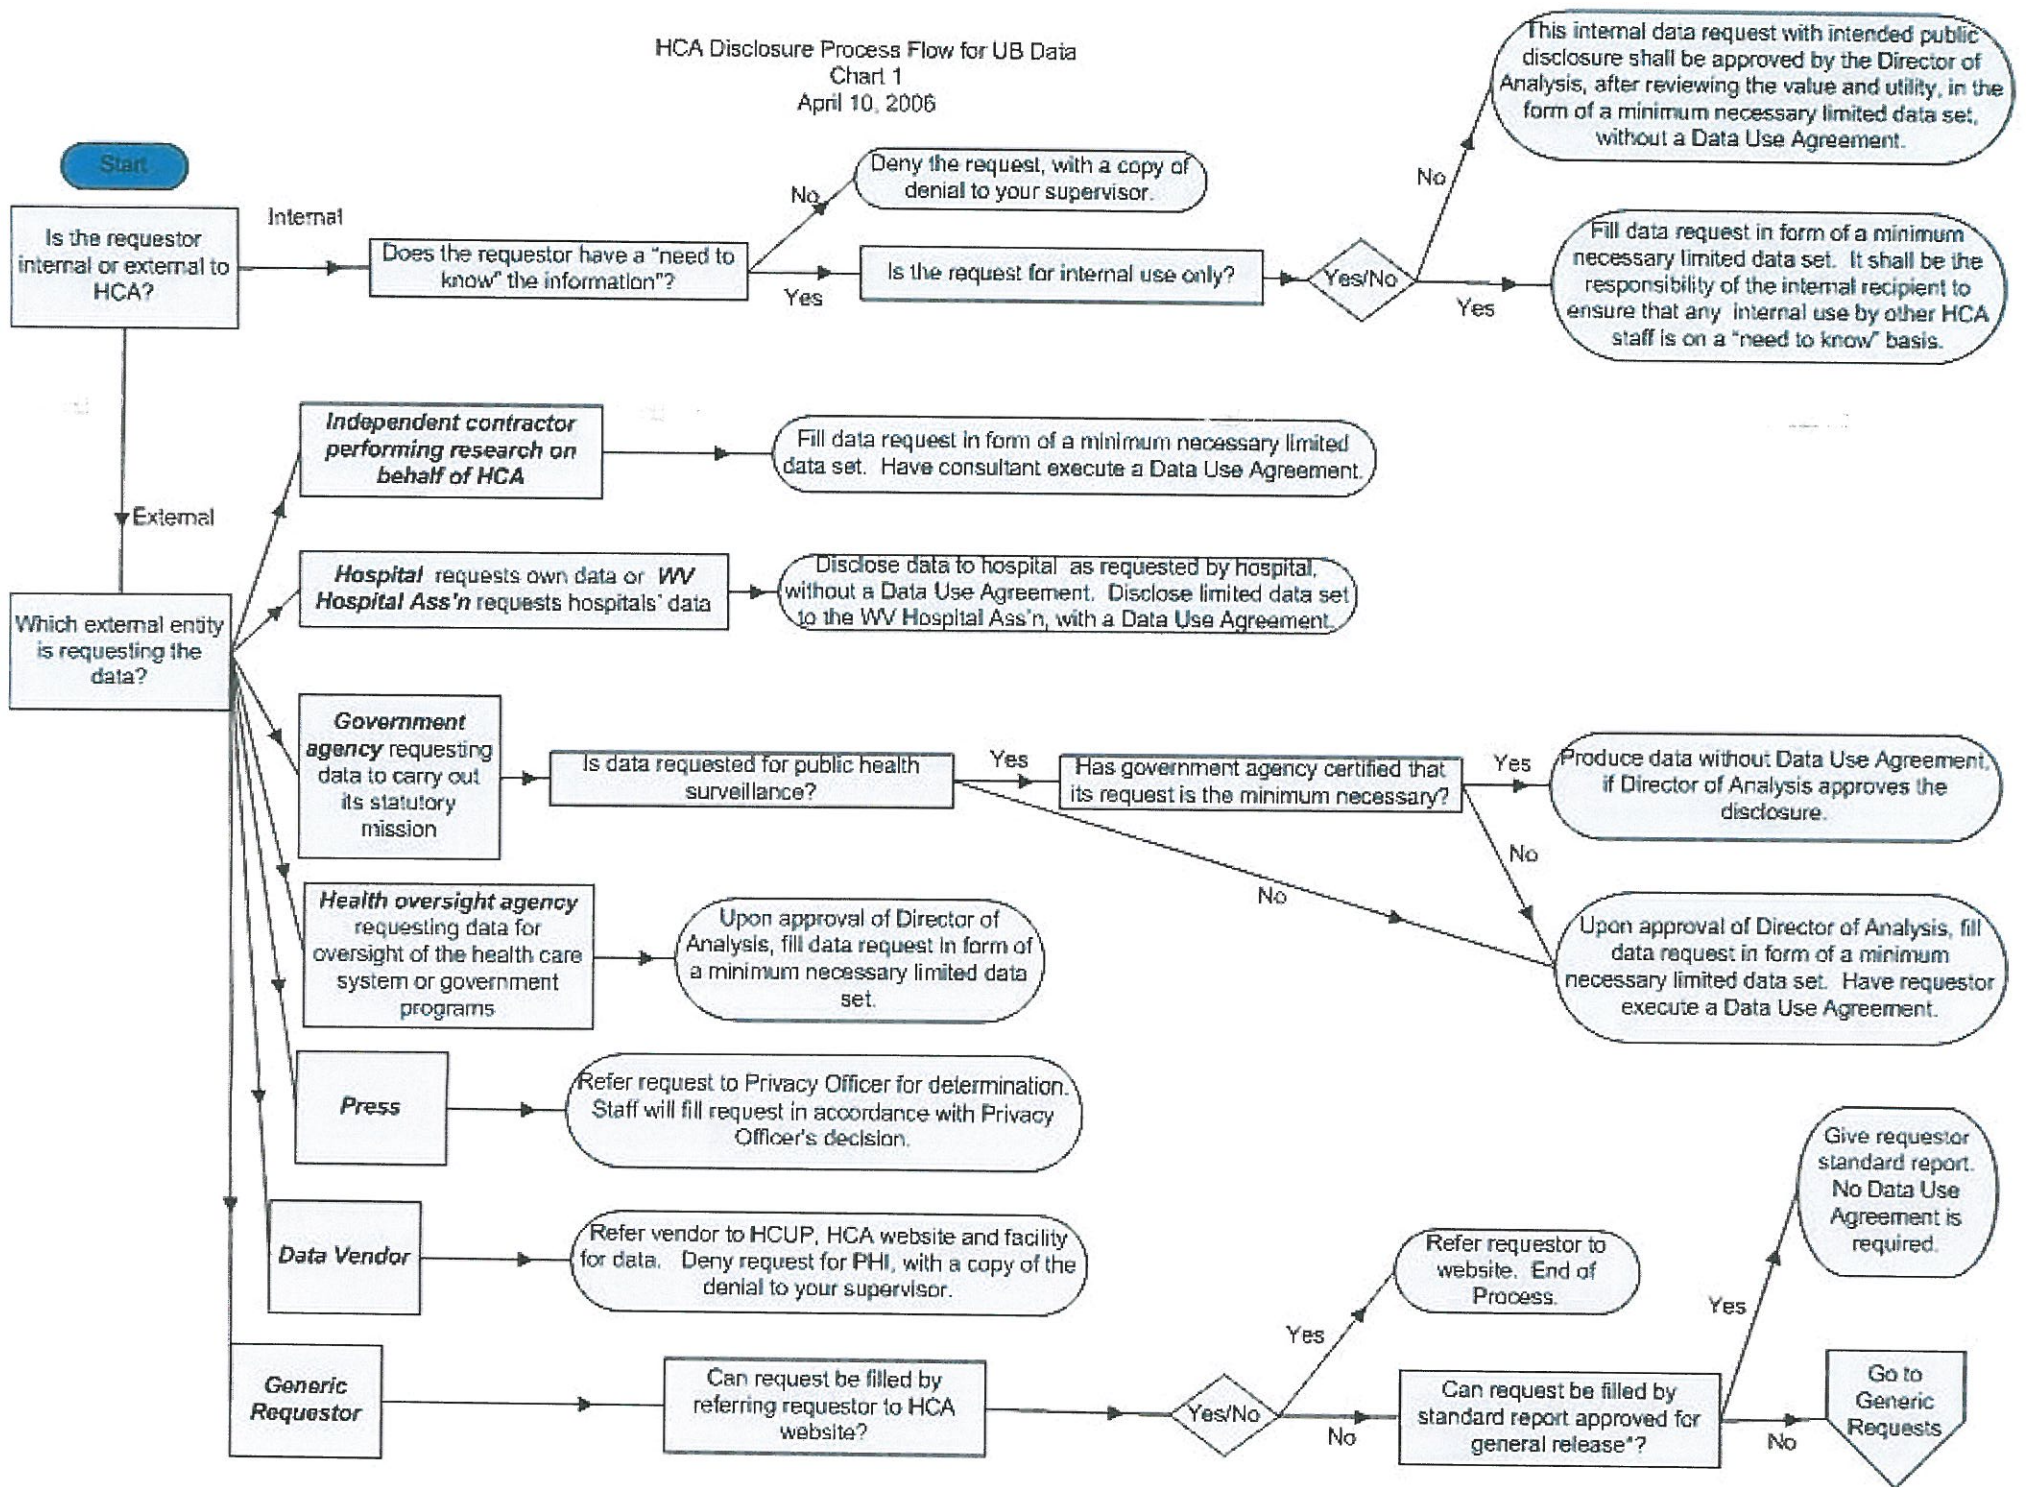 HCA Disclosure Process Flow for UB Data
Chart 1
April 10, 2006
Start
Is the requestor
internal or external to
HCA?
Internal
Does the requestor have a "need to
know" the information"?
No
Deny the request, with a copy of
denial to your supervisor.
Yes
Is the request for internal use only?
Yes/No
No
This internal data request with intended public
disclosure shall be approved by the Director of
Analysis, after reviewing the value and utility, in the
form of a minimum necessary limited data set,
without a Data Use Agreement.
Yes
Fill data request in form of a minimum
necessary limited data set. It shall be the
responsibility of the internal recipient to
ensure that any internal use by other HCA
staff is on a "need to know" basis.
External
Which external entity
is requesting the
data?
Independent contractor
performing research on
behalf of HCA
Fill data request in form of a minimum necessary limited
data set. Have consultant execute a Data Use Agreement.
Hospital requests own data or WV
Hospital Ass'n requests hospitals' data
Disclose data to hospital as requested by hospital,
without a Data Use Agreement. Disclose limited data set
to the WV Hospital Ass'n, with a Data Use Agreement.
Government
agency requesting
data to carry out
its statutory
mission
Is data requested for public health
surveillance?
Yes
Has government agency certified that
its request is the minimum necessary?
Yes
Produce data without Data Use Agreement,
if Director of Analysis approves the
disclosure.
No
No
Upon approval of Director of Analysis, fill
data request in form of a minimum
necessary limited data set. Have requestor
execute a Data Use Agreement.
Health oversight agency
requesting data for
oversight of the health care
system or government
programs
Upon approval of Director of
Analysis, fill data request in form of
a minimum necessary limited data
set.
Press
Refer request to Privacy Officer for determination.
Staff will fill request in accordance with Privacy
Officer's decision.
Data Vendor
Refer vendor to HCUP, HCA website and facility
for data. Deny request for PHI, with a copy of the
denial to your supervisor.
Generic
Requestor
Can request be filled by
referring requestor to HCA
website?
Yes/No
Yes
Refer requestor to
website. End of
Process.
No
Can request be filled by
standard report approved for
general release*?
Yes
Give requestor
standard report.
No Data Use
Agreement is
required.
No
Go to
Generic
Requests